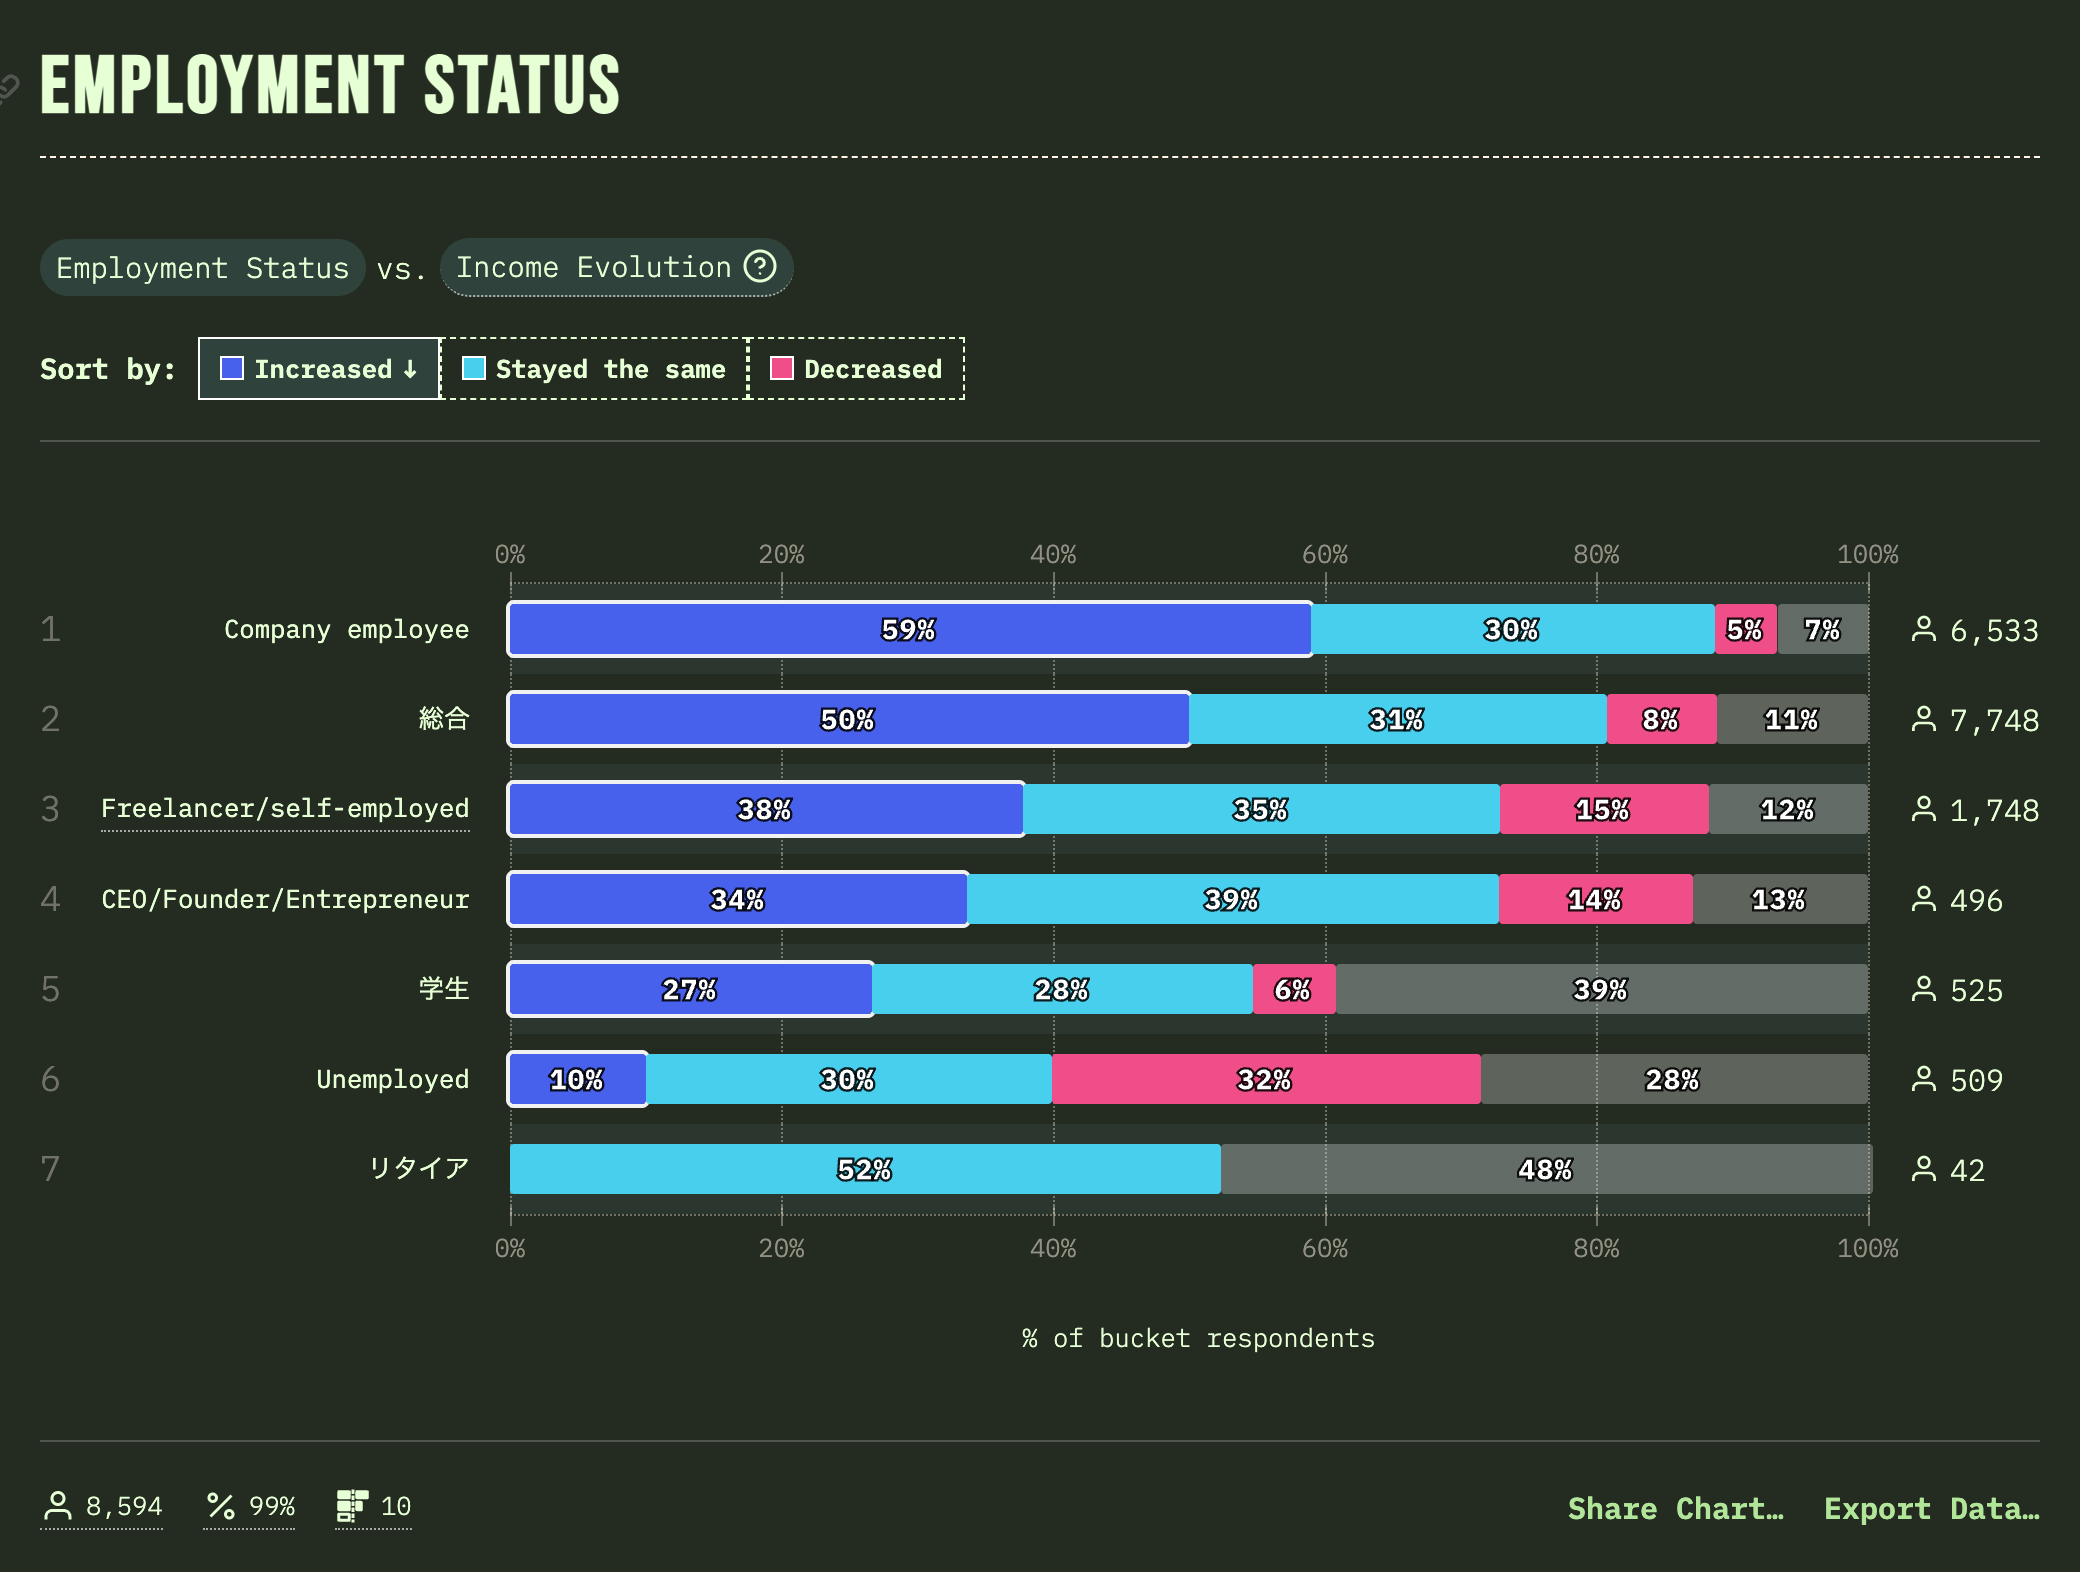 EMPLOYMENT STATUS
Employment Status vs. Income Evolution ?
Sort by: Increased ↓ Stayed the same Decreased
0% 20% 40% 60% 80% 100%
1 Company employee 59% 30% 5% 7% 6,533
2 総合 50% 31% 8% 11% 7,748
3 Freelancer/self-employed 38% 35% 15% 12% 1,748
4 CEO/Founder/Entrepreneur 34% 39% 14% 13% 496
5 学生 27% 28% 6% 39% 525
6 Unemployed 10% 30% 32% 28% 509
7 リタイア 52% 48% 42
0% 20% 40% 60% 80% 100%
% of bucket respondents
8,594 % 99% 10 Share Chart… Export Data…